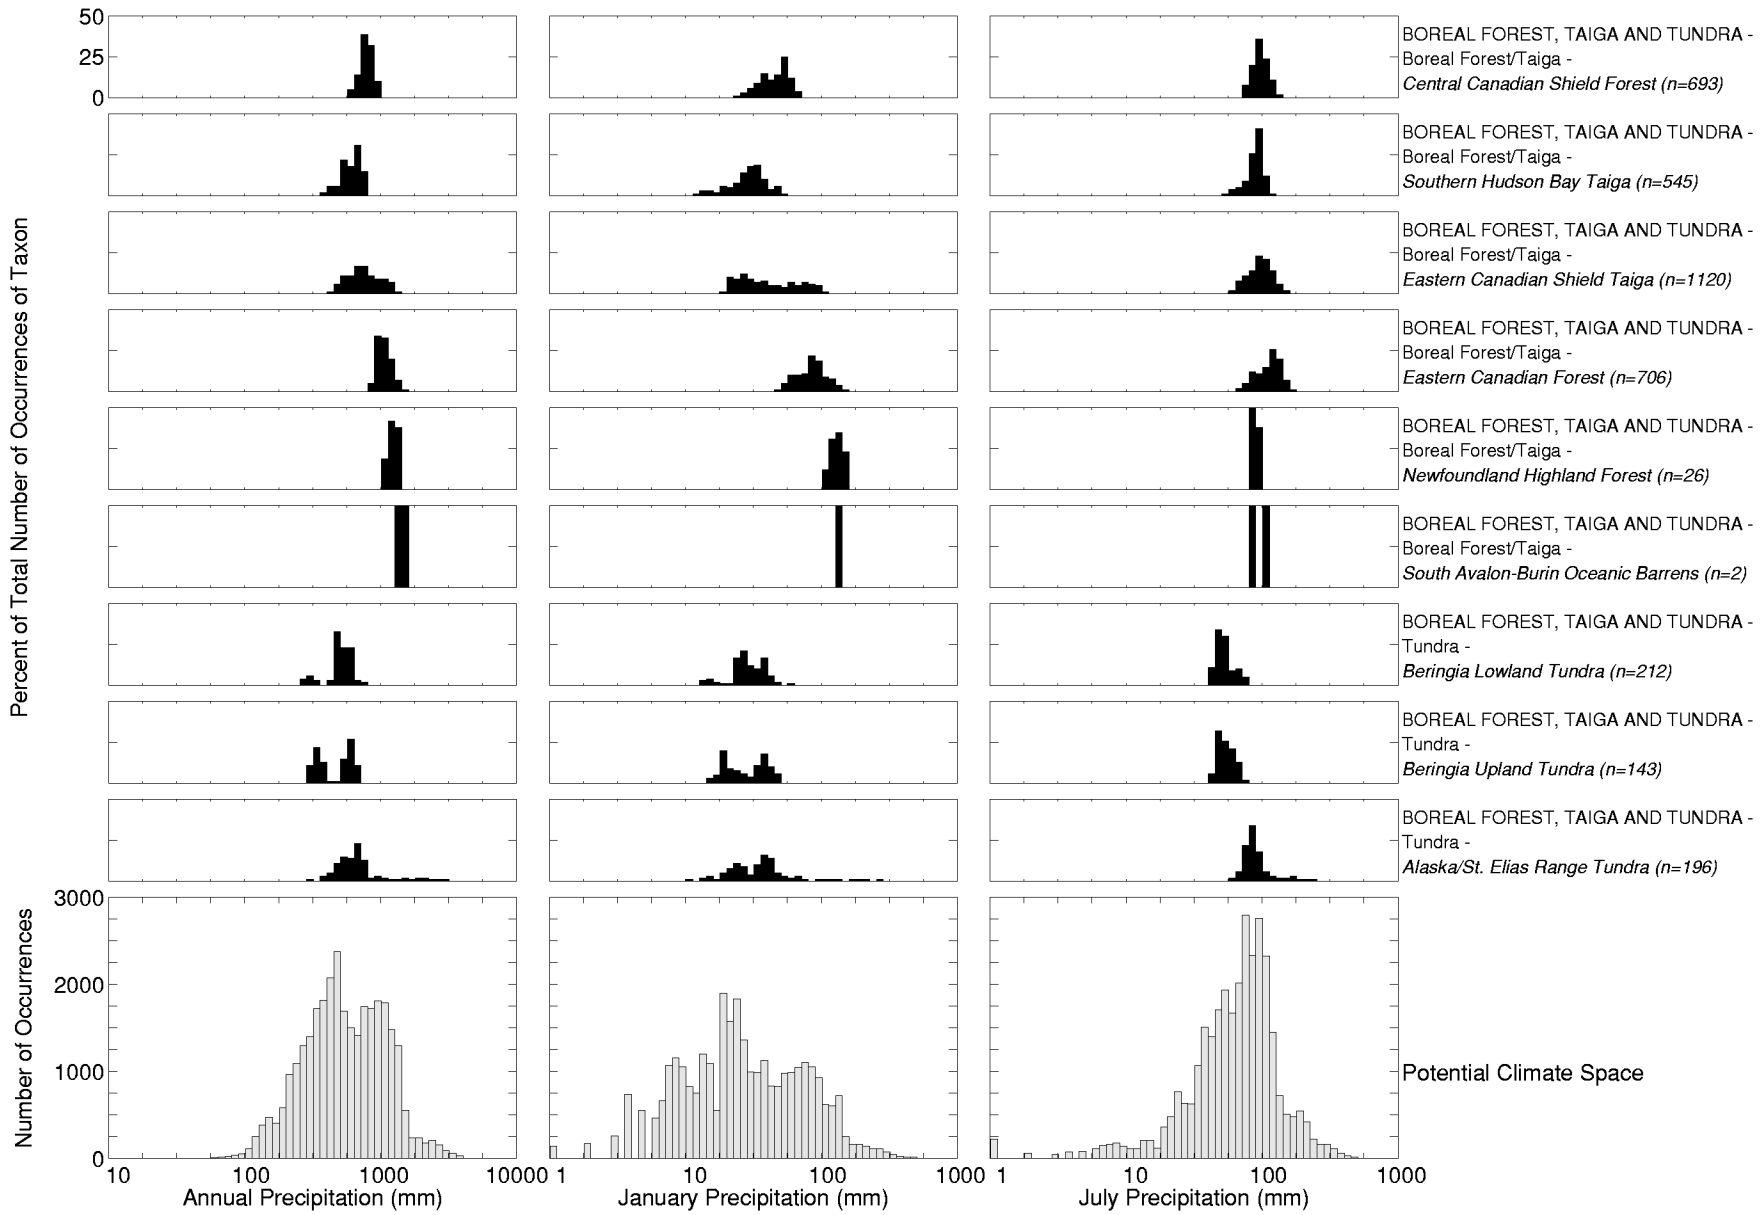 50
25
0
BOREAL FOREST, TAIGA AND TUNDRA -
Boreal Forest/Taiga -
Central Canadian Shield Forest (n=693)
BOREAL FOREST, TAIGA AND TUNDRA -
Boreal Forest/Taiga -
Southern Hudson Bay Taiga (n=545)
BOREAL FOREST, TAIGA AND TUNDRA -
Boreal Forest/Taiga -
Eastern Canadian Shield Taiga (n=1120)
BOREAL FOREST, TAIGA AND TUNDRA -
Boreal Forest/Taiga -
Eastern Canadian Forest (n=706)
BOREAL FOREST, TAIGA AND TUNDRA -
Boreal Forest/Taiga -
Newfoundland Highland Forest (n=26)
BOREAL FOREST, TAIGA AND TUNDRA -
Boreal Forest/Taiga -
South Avalon-Burin Oceanic Barrens (n=2)
BOREAL FOREST, TAIGA AND TUNDRA -
Tundra -
Beringia Lowland Tundra (n=212)
BOREAL FOREST, TAIGA AND TUNDRA -
Tundra -
Beringia Upland Tundra (n=143)
BOREAL FOREST, TAIGA AND TUNDRA -
Tundra -
Alaska/St. Elias Range Tundra (n=196)
Percent of Total Number of Occurrences of Taxon
Number of Occurrences
3000
2000
1000
0
Potential Climate Space
10 100 1000 10000
1 10 100 1000
1 10 100 1000
Annual Precipitation (mm)
January Precipitation (mm)
July Precipitation (mm)